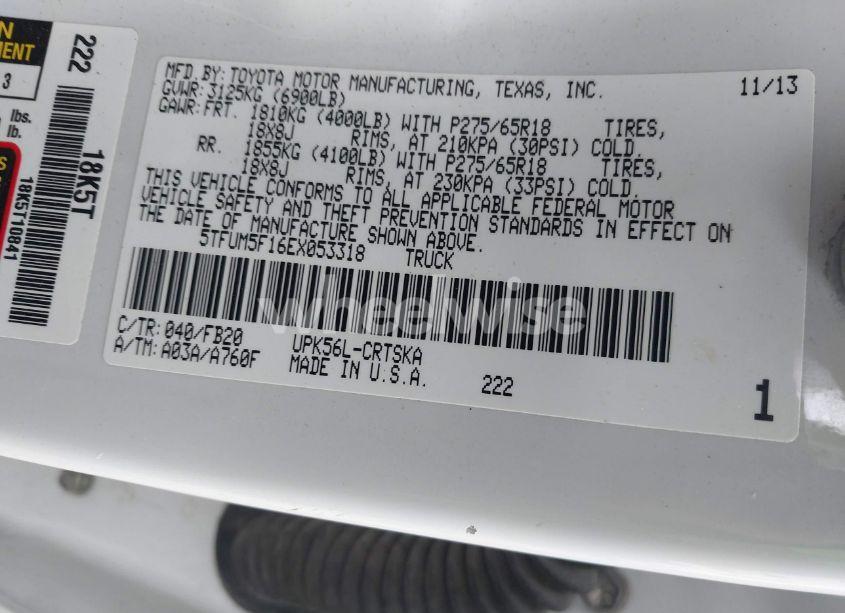 N
MENT
3
lbs.
lb.
S
222
18K5T
18K5T10841
MFD.BY:TOYOTA MOTOR MANUFACTURING, TEXAS, INC. 11/13
GVWR:3125KG (6900LB)
GAWR:FRT. 1810KG (4000LB) WITH P275/65R18 TIRES,
18X8J RIMS, AT 210KPA (30PSI) COLD.
RR. 1855KG (4100LB) WITH P275/65R18 TIRES,
18X8J RIMS, AT 230KPA (33PSI) COLD.
THIS VEHICLE CONFORMS TO ALL APPLICABLE FEDERAL MOTOR
VEHICLE SAFETY AND THEFT PREVENTION STANDARDS IN EFFECT ON
THE DATE OF MANUFACTURE SHOWN ABOVE.
5TFUM5F16EX053318 TRUCK
wheelwise
C/TR:040/FB20 UPK56L-CRTSKA
A/TM:A03A/A760F MADE IN U.S.A. 222 1